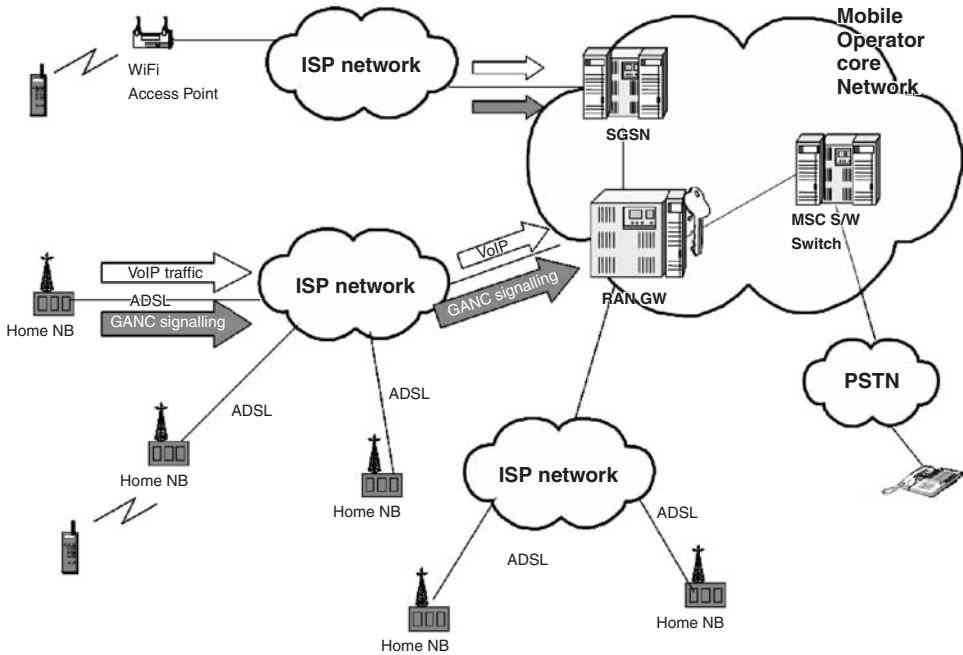 Mobile
Operator
core
Network
ISP network
WiFi
Access Point
SGSN
MSC S/W
Switch
VoIP
VoIP traffic
ISP network
ADSL
GANC signalling
GANC signalling
RAN GW
Home NB
PSTN
ADSL
ADSL
Home NB
ISP network
Home NB
ADSL
ADSL
Home NB
Home NB